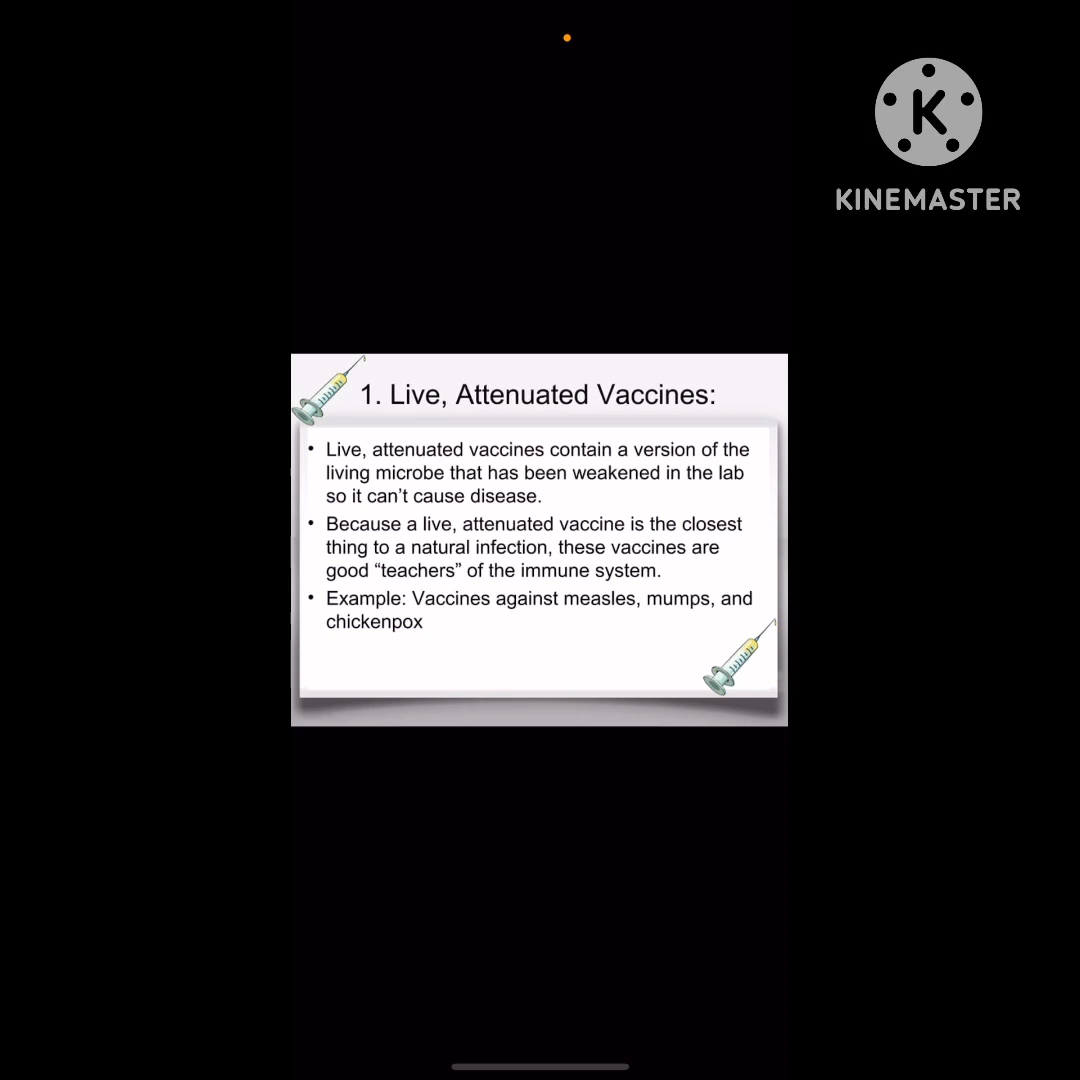 K
KINEMASTER
1. Live, Attenuated Vaccines:
• Live, attenuated vaccines contain a version of the
living microbe that has been weakened in the lab
so it can’t cause disease.
• Because a live, attenuated vaccine is the closest
thing to a natural infection, these vaccines are
good “teachers” of the immune system.
• Example: Vaccines against measles, mumps, and
chickenpox